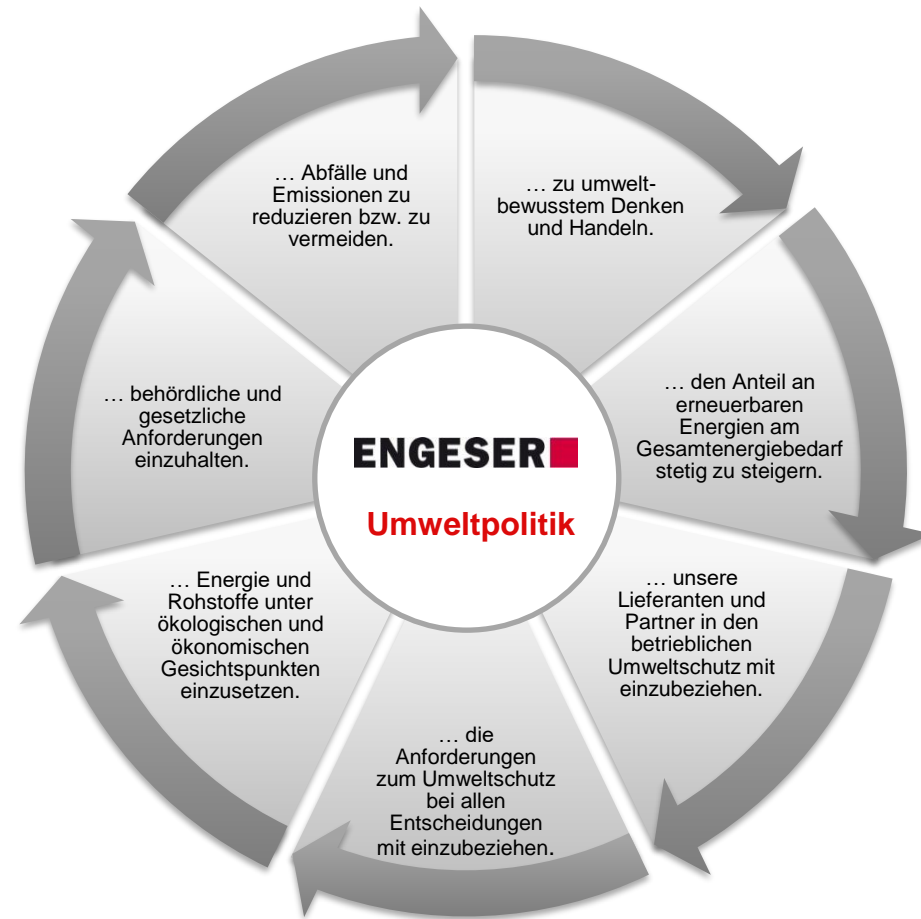 … zu umwelt-
bewusstem Denken
und Handeln.
… den Anteil an
erneuerbaren
Energien am
Gesamtenergiebedarf
stetig zu steigern.
… unsere
Lieferanten und
Partner in den
betrieblichen
Umweltschutz mit
einzubeziehen.
… die
Anforderungen
zum Umweltschutz
bei allen
Entscheidungen
mit einzubeziehen.
… Energie und
Rohstoffe unter
ökologischen und
ökonomischen
Gesichtspunkten
einzusetzen.
… behördliche und
gesetzliche
Anforderungen
einzuhalten.
… Abfälle und
Emissionen zu
reduzieren bzw. zu
vermeiden.
ENGESER
Umweltpolitik